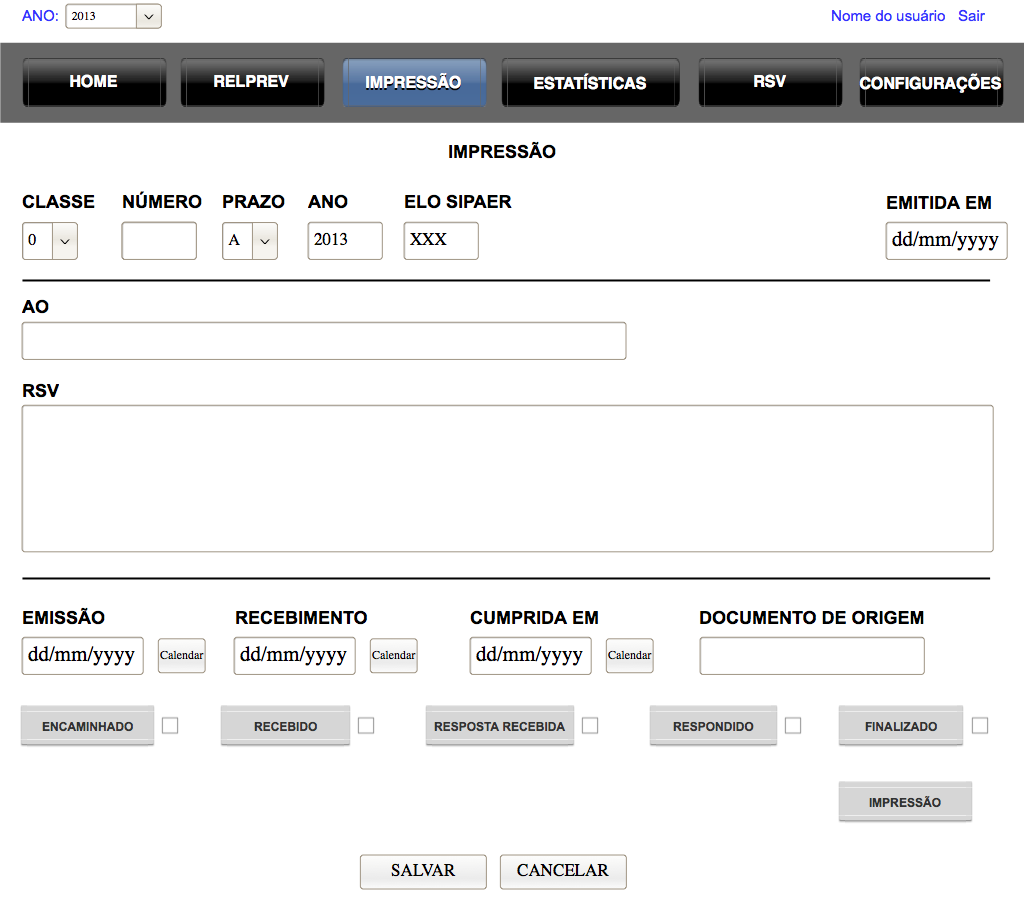 ANO: 2013 Nome do usuário Sair
HOME RELPREV IMPRESSÃO ESTATÍSTICAS RSV CONFIGURAÇÕES
IMPRESSÃO
CLASSE NÚMERO PRAZO ANO ELO SIPAER EMITIDA EM
0 A 2013 XXX dd/mm/yyyy
AO
RSV
EMISSÃO RECEBIMENTO CUMPRIDA EM DOCUMENTO DE ORIGEM
dd/mm/yyyy Calendar dd/mm/yyyy Calendar dd/mm/yyyy Calendar
ENCAMINHADO RECEBIDO RESPOSTA RECEBIDA RESPONDIDO FINALIZADO
IMPRESSÃO
SALVAR CANCELAR